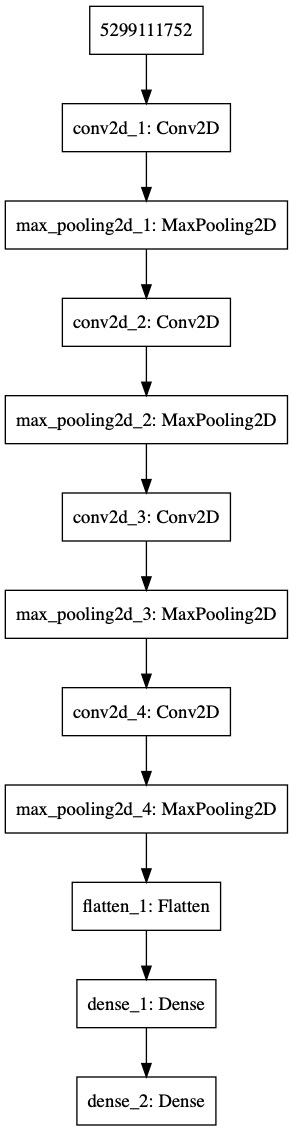 5299111752
conv2d_1: Conv2D
max_pooling2d_1: MaxPooling2D
conv2d_2: Conv2D
max_pooling2d_2: MaxPooling2D
conv2d_3: Conv2D
max_pooling2d_3: MaxPooling2D
conv2d_4: Conv2D
max_pooling2d_4: MaxPooling2D
flatten_1: Flatten
dense_1: Dense
dense_2: Dense